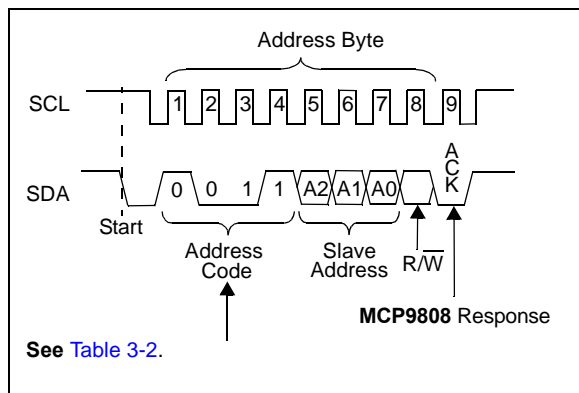 Address Byte
SCL
1 2 3 4 5 6 7 8 9
SDA
0 0 1 1 A2 A1 A0
ACK
Start
Address
Code
Slave
Address
R/W̅
MCP9808 Response
See Table 3-2.